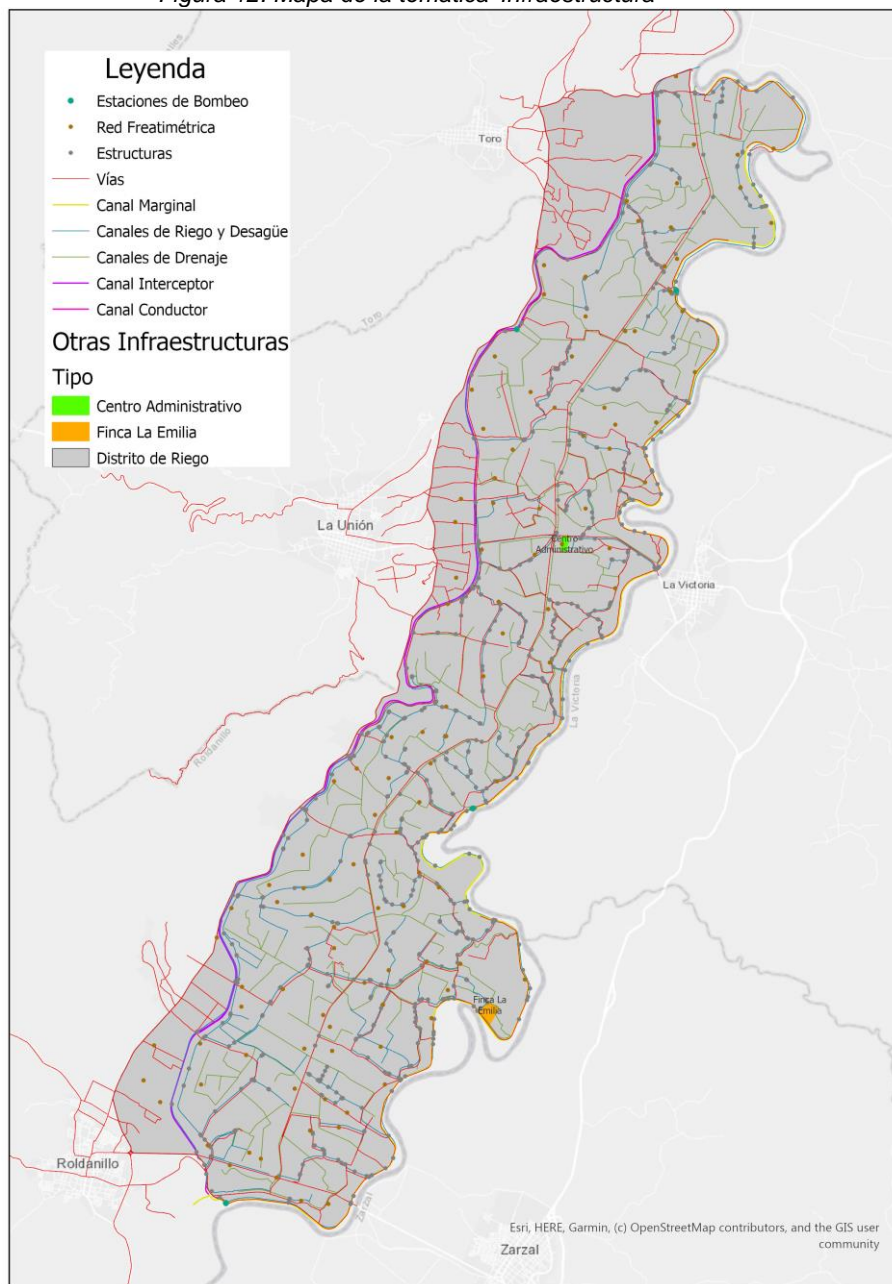 Figura 12. Mapa de la temática 'Infraestructura'
Leyenda
Estaciones de Bombeo
Red Freatimétrica
Estructuras
Vías
Canal Marginal
Canales de Riego y Desagüe
Canales de Drenaje
Canal Interceptor
Canal Conductor
Otras Infraestructuras
Tipo
Centro Administrativo
Finca La Emilia
Distrito de Riego
Toro
Toro
La Unión
Centro
Administrativo
La Victoria
La Victoria
Roldanillo
Finca La
Emilia
Roldanillo
Zarzal
Esri, HERE, Garmin, (c) OpenStreetMap contributors, and the GIS user
community
Zarzal